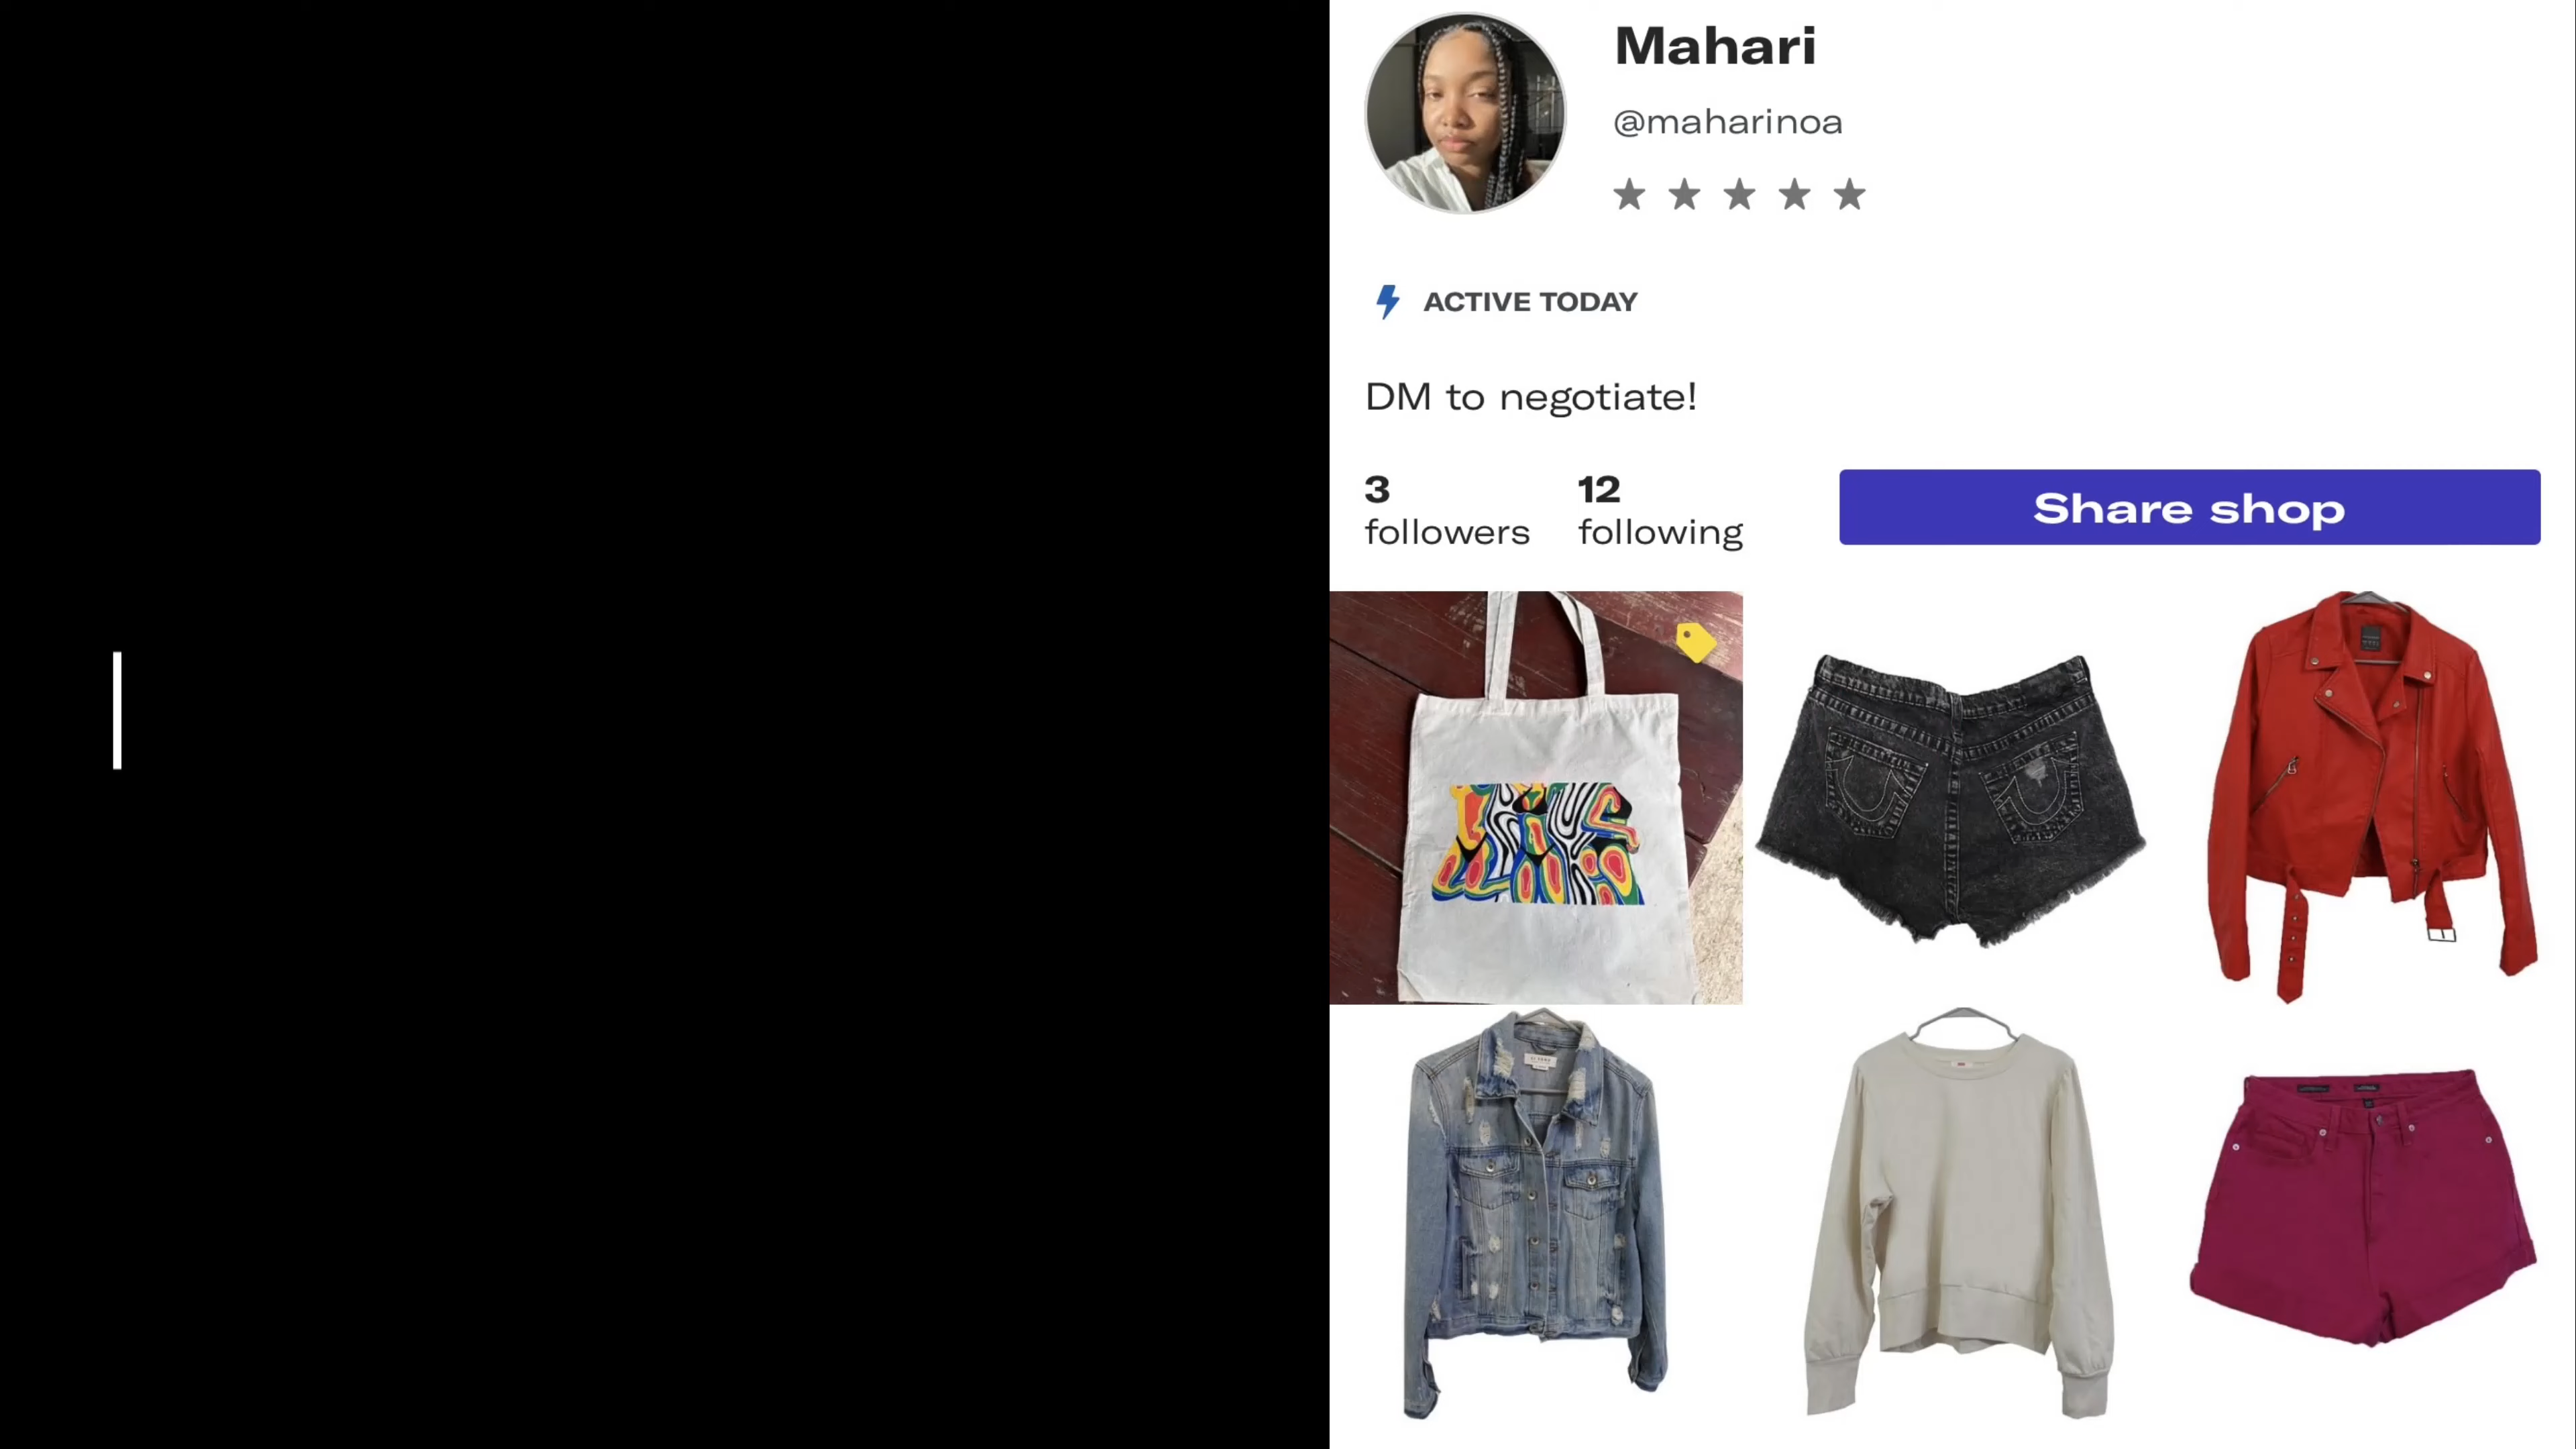 Mahari
@maharinoa
ACTIVE TODAY
DM to negotiate!
3 followers
12 following
Share shop